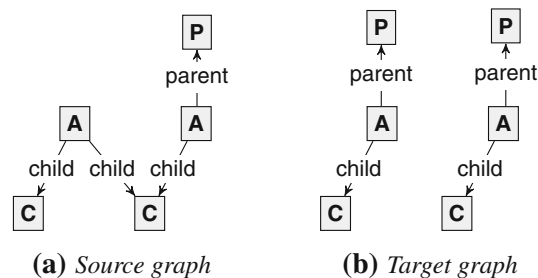 P P P
parent parent parent
A A A A
child child child child child
C C C C
(a) Source graph (b) Target graph